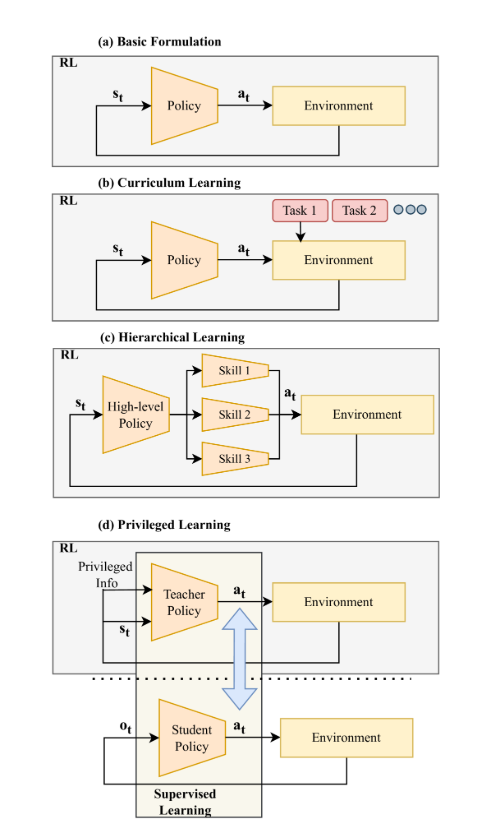 (a) Basic Formulation
RL
s_t
Policy
a_t
Environment
(b) Curriculum Learning
RL
Task 1
Task 2
s_t
Policy
a_t
Environment
(c) Hierarchical Learning
RL
s_t
High-level
Policy
Skill 1
Skill 2
Skill 3
a_t
Environment
(d) Privileged Learning
RL
Privileged
Info
s_t
Teacher
Policy
a_t
Environment
o_t
Student
Policy
a_t
Environment
Supervised
Learning